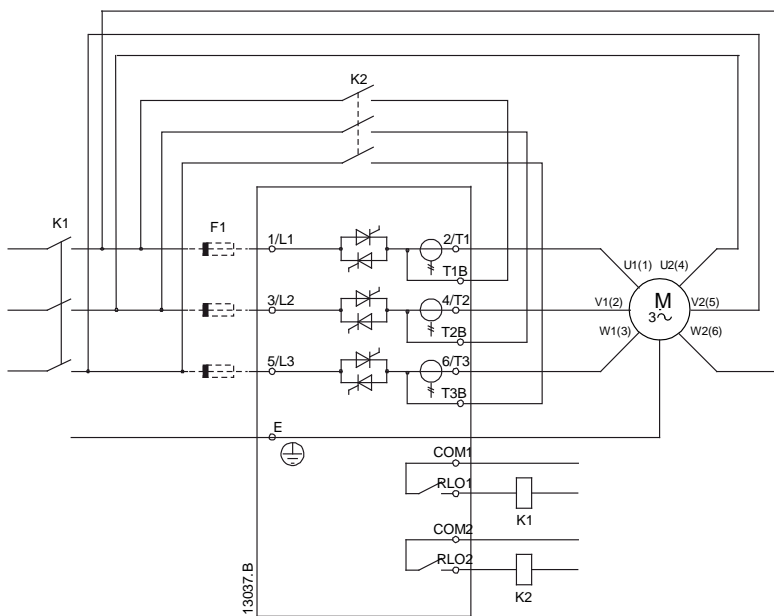 K2
K1
F1
1/L1
2/T1
T1B
U1(1)
U2(4)
3/L2
4/T2
T2B
V1(2)
M
3~
V2(5)
W1(3)
W2(6)
5/L3
6/T3
T3B
E
COM1
RLO1
K1
COM2
RLO2
K2
13037.B